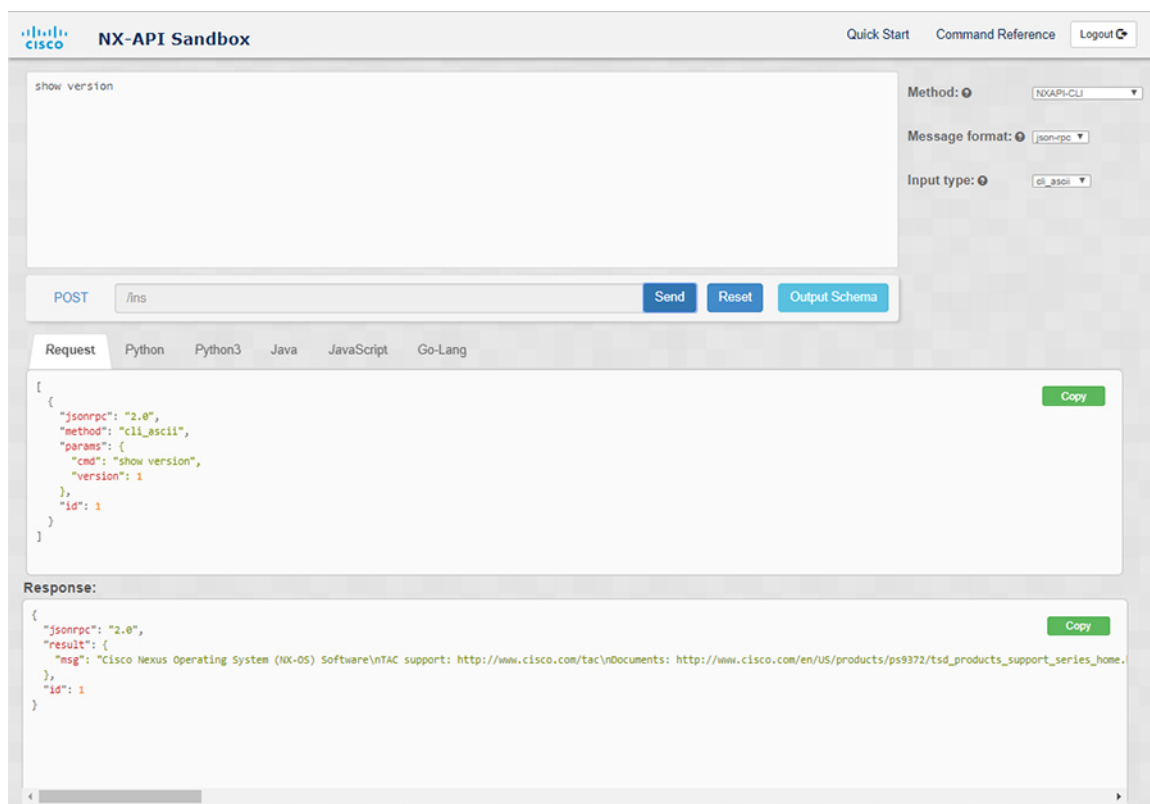 CISCO NX-API Sandbox Quick Start Command Reference Logout
show version
Method: NXAPI-CLI
Message format: json-rpc
Input type: cli_ascii
POST /ins Send Reset Output Schema
Request Python Python3 Java JavaScript Go-Lang
Copy
[
{
"jsonrpc": "2.0",
"method": "cli_ascii",
"params": {
"cmd": "show version",
"version": 1
},
"id": 1
}
]
Response:
Copy
{
"jsonrpc": "2.0",
"result": {
"msg": "Cisco Nexus Operating System (NX-OS) Software\nTAC support: http://www.cisco.com/tac\nDocuments: http://www.cisco.com/en/US/products/ps9372/tsd_products_support_series_home.
},
"id": 1
}